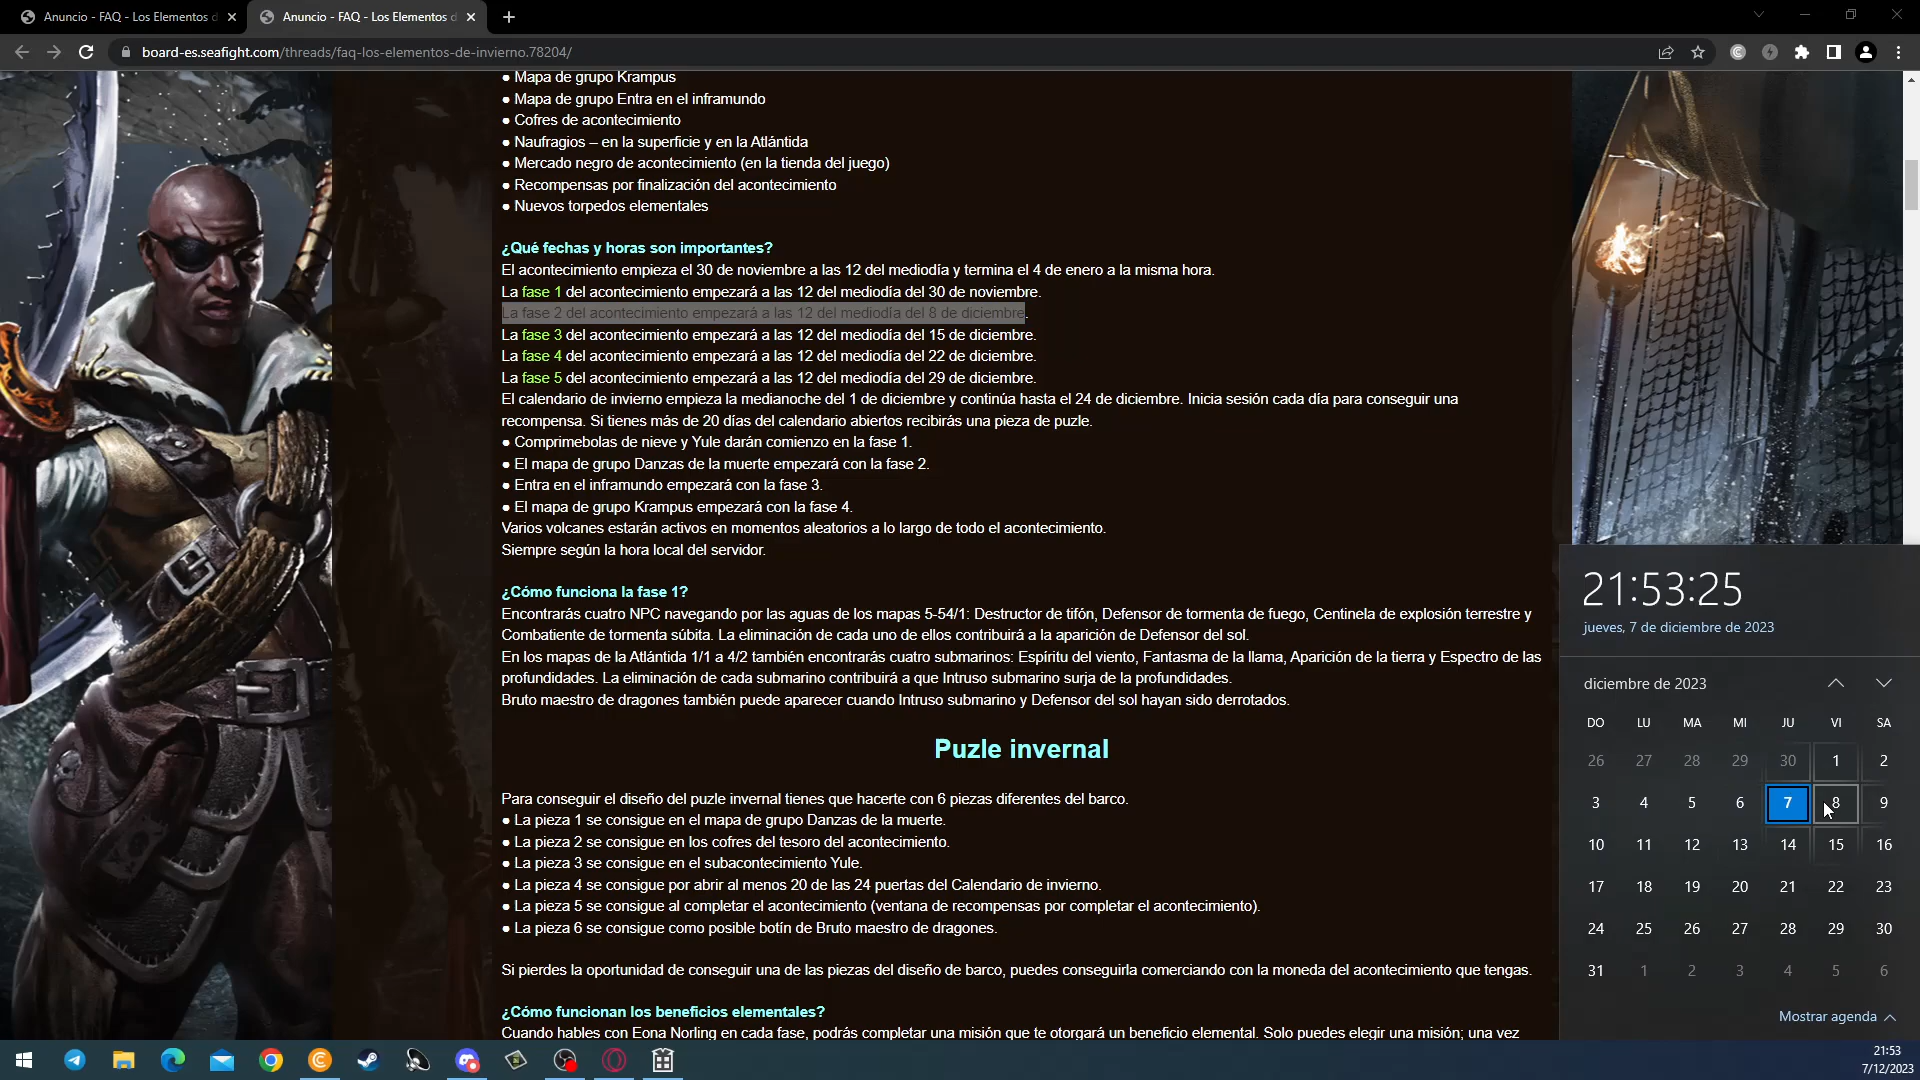 Anuncio - FAQ - Los Elementos d
Anuncio - FAQ - Los Elementos d
board-es.seafight.com/threads/faq-los-elementos-de-invierno.78204/
● Mapa de grupo Krampus
● Mapa de grupo Entra en el inframundo
● Cofres de acontecimiento
● Naufragios – en la superficie y en la Atlántida
● Mercado negro de acontecimiento (en la tienda del juego)
● Recompensas por finalización del acontecimiento
● Nuevos torpedos elementales
¿Qué fechas y horas son importantes?
El acontecimiento empieza el 30 de noviembre a las 12 del mediodía y termina el 4 de enero a la misma hora.
La fase 1 del acontecimiento empezará a las 12 del mediodía del 30 de noviembre.
La fase 2 del acontecimiento empezará a las 12 del mediodía del 8 de diciembre.
La fase 3 del acontecimiento empezará a las 12 del mediodía del 15 de diciembre.
La fase 4 del acontecimiento empezará a las 12 del mediodía del 22 de diciembre.
La fase 5 del acontecimiento empezará a las 12 del mediodía del 29 de diciembre.
El calendario de invierno empieza la medianoche del 1 de diciembre y continúa hasta el 24 de diciembre. Inicia sesión cada día para conseguir una
recompensa. Si tienes más de 20 días del calendario abiertos recibirás una pieza de puzle.
● Comprimebolas de nieve y Yule darán comienzo en la fase 1.
● El mapa de grupo Danzas de la muerte empezará con la fase 2.
● Entra en el inframundo empezará con la fase 3.
● El mapa de grupo Krampus empezará con la fase 4.
Varios volcanes estarán activos en momentos aleatorios a lo largo de todo el acontecimiento.
Siempre según la hora local del servidor.
¿Cómo funciona la fase 1?
Encontrarás cuatro NPC navegando por las aguas de los mapas 5-54/1: Destructor de tifón, Defensor de tormenta de fuego, Centinela de explosión terrestre y
Combatiente de tormenta súbita. La eliminación de cada uno de ellos contribuirá a la aparición de Defensor del sol.
En los mapas de la Atlántida 1/1 a 4/2 también encontrarás cuatro submarinos: Espíritu del viento, Fantasma de la llama, Aparición de la tierra y Espectro de las
profundidades. La eliminación de cada submarino contribuirá a que Intruso submarino surja de la profundidades.
Bruto maestro de dragones también puede aparecer cuando Intruso submarino y Defensor del sol hayan sido derrotados.
Puzle invernal
Para conseguir el diseño del puzle invernal tienes que hacerte con 6 piezas diferentes del barco.
● La pieza 1 se consigue en el mapa de grupo Danzas de la muerte.
● La pieza 2 se consigue en los cofres del tesoro del acontecimiento.
● La pieza 3 se consigue en el subacontecimiento Yule.
● La pieza 4 se consigue por abrir al menos 20 de las 24 puertas del Calendario de invierno.
● La pieza 5 se consigue al completar el acontecimiento (ventana de recompensas por completar el acontecimiento).
● La pieza 6 se consigue como posible botín de Bruto maestro de dragones.
Si pierdes la oportunidad de conseguir una de las piezas del diseño de barco, puedes conseguirla comerciando con la moneda del acontecimiento que tengas.
¿Cómo funcionan los beneficios elementales?
Cuando hables con Eona Norling en cada fase, podrás completar una misión que te otorgará un beneficio elemental. Solo puedes elegir una misión; una vez
21:53:25
jueves, 7 de diciembre de 2023
diciembre de 2023
DO LU MA MI JU VI SA
26 27 28 29 30 1 2
3 4 5 6 7 8 9
10 11 12 13 14 15 16
17 18 19 20 21 22 23
24 25 26 27 28 29 30
31 1 2 3 4 5 6
Mostrar agenda
21:53
7/12/2023